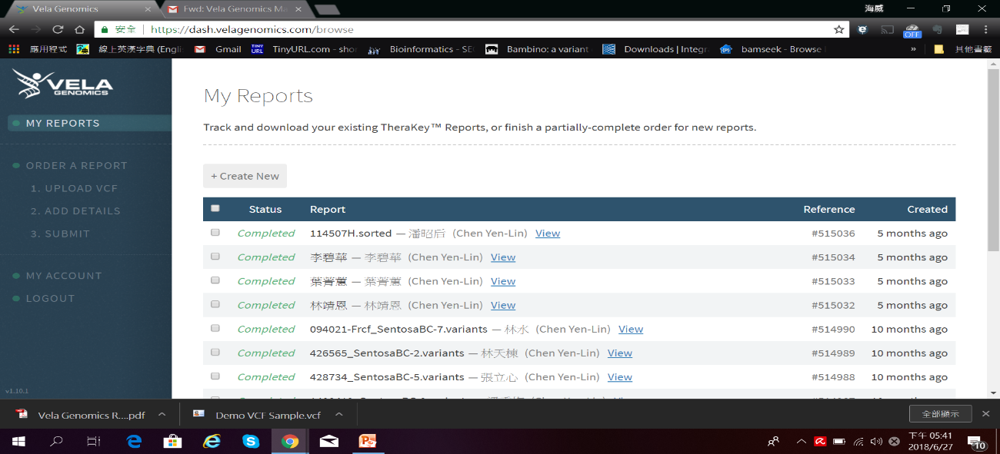 Vela Genomics
Fwd: Vela Genomics Ma
海威
安全 | https://dash.velagenomics.com/browse
OFF
應用程式 線上英漢字典 (Engli Gmail TinyURL.com - shor Bioinformatics - SEC Bambino: a variant Downloads | Integra bamseek - Browse » 其他書籤
VELA
GENOMICS
MY REPORTS
ORDER A REPORT
1. UPLOAD VCF
2. ADD DETAILS
3. SUBMIT
MY ACCOUNT
LOGOUT
v1.10.1
My Reports
Track and download your existing TheraKey™ Reports, or finish a partially-complete order for new reports.
+ Create New
Status Report Reference Created
Completed 114507H.sorted — 潘昭后 (Chen Yen-Lin) View #515036 5 months ago
Completed 李碧華 — 李碧華 (Chen Yen-Lin) View #515034 5 months ago
Completed 葉菁蕙 — 葉菁蕙 (Chen Yen-Lin) View #515033 5 months ago
Completed 林靖恩 — 林靖恩 (Chen Yen-Lin) View #515032 5 months ago
Completed 094021-Frcf_SentosaBC-7.variants — 林水 (Chen Yen-Lin) View #514990 10 months ago
Completed 426565_SentosaBC-2.variants — 林天棟 (Chen Yen-Lin) View #514989 10 months ago
Completed 428734_SentosaBC-5.variants — 張立心 (Chen Yen-Lin) View #514988 10 months ago
Vela Genomics R....pdf
Demo VCF Sample.vcf
全部顯示
下午 05:41
2018/6/27
10